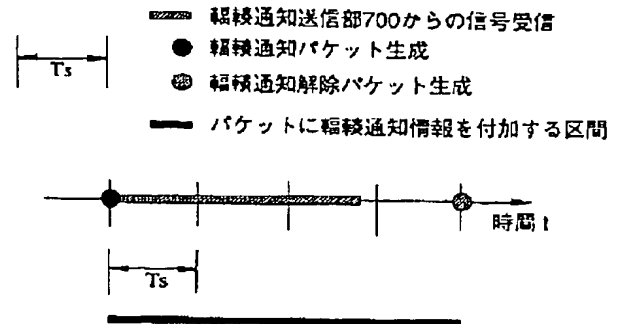 輻輳通知送信部700からの信号受信
輻輳通知パケット生成
Ts
輻輳通知解除パケット生成
パケットに輻輳通知情報を付加する区間
時間 t
Ts